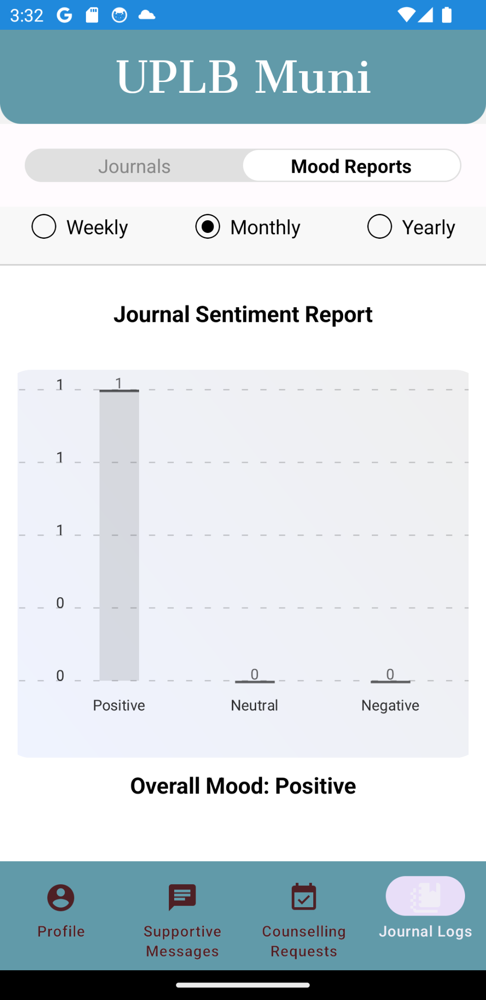 3:32
UPLB Muni
Journals
Mood Reports
Weekly
Monthly
Yearly
Journal Sentiment Report
1
1
1
1
0
0
0
0
Positive
Neutral
Negative
Overall Mood: Positive
Profile
Supportive
Messages
Counselling
Requests
Journal Logs